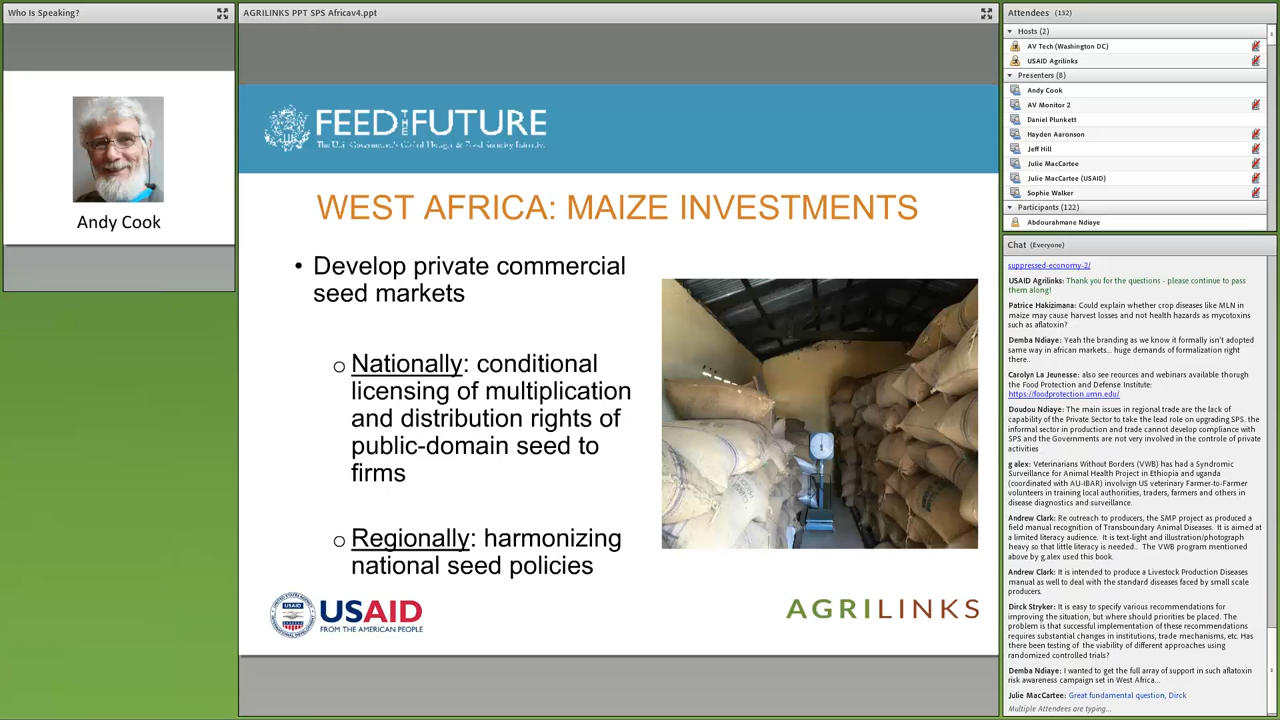 Who Is Speaking?
Andy Cook
AGRILINKS PPT SPS Africav4.ppt
FEED THE FUTURE
The U.S. Government's Global Hunger & Food Security Initiative
WEST AFRICA: MAIZE INVESTMENTS
• Develop private commercial
seed markets
o Nationally: conditional
licensing of multiplication
and distribution rights of
public-domain seed to
firms
o Regionally: harmonizing
national seed policies
USAID
FROM THE AMERICAN PEOPLE
AGRILINKS
Attendees (132)
Hosts (2)
AV Tech (Washington DC)
USAID Agrilinks
Presenters (8)
Andy Cook
AV Monitor 2
Daniel Plunkett
Hayden Aaronson
Jeff Hill
Julie MacCartee
Julie MacCartee (USAID)
Sophie Walker
Participants (122)
Abdourahmane Ndiaye
Chat (Everyone)
suppressed-economy-2/
USAID Agrilinks: Thank you for the questions - please continue to pass
them along!
Patrice Hakizimana: Could explain whether crop diseases like MLN in
maize may cause harvest losses and not health hazards as mycotoxins
such as aflatoxin?
Demba Ndiaye: Yeah the branding as we know it formally isn't adopted
same way in african markets... huge demands of formalization right
there..
Carolyn La Jeunesse: also see reources and webinars available thorugh
the Food Protection and Defense Institute:
https://foodprotection.umn.edu/
Doudou Ndiaye: The main issues in regional trade are the lack of
capability of the Private Sector to take the lead role on upgrading SPS. the
informal sector in production and trade cannot develop compliance with
SPS and the Governments are not very involved in the controle of private
activities
g alex: Veterinarians Without Borders (VWB) has had a Syndromic
Surveillance for Animal Health Project in Ethiopia and uganda
(coordinated with AU-IBAR) involvign US veterinary Farmer-to-Farmer
volunteers in training local authoriities, traders, farmers and others in
disease diagnostics and surveillance.
Andrew Clark: Re outreach to producers, the SMP project as produced a
field manual recognition of Transboundary Animal Diseases. It is aimed at
a limited literacy audience. It is text-light and illustration/photograph
heavy so that little literacy is needed.. The VWB program mentioned
above by g.alex used this book.
Andrew Clark: It is intended to produce a Livestock Production Diseases
manual as well to deal with the standard diseases faced by small scale
producers.
Dirck Stryker: It is easy to specify various recommendations for
improving the situation, but where should priorities be placed. The
problem is that successful implementation of these recommendations
requires substantial changes in institutions, trade mechanisms, etc. Has
there been testing of the viability of different approaches using
randomized controlled trials?
Demba Ndiaye: I wanted to get the full array of support in such aflatoxin
risk awareness campaign set in West Africa...
Julie MacCartee: Great fundamental question, Dirck
Multiple Attendees are typing...